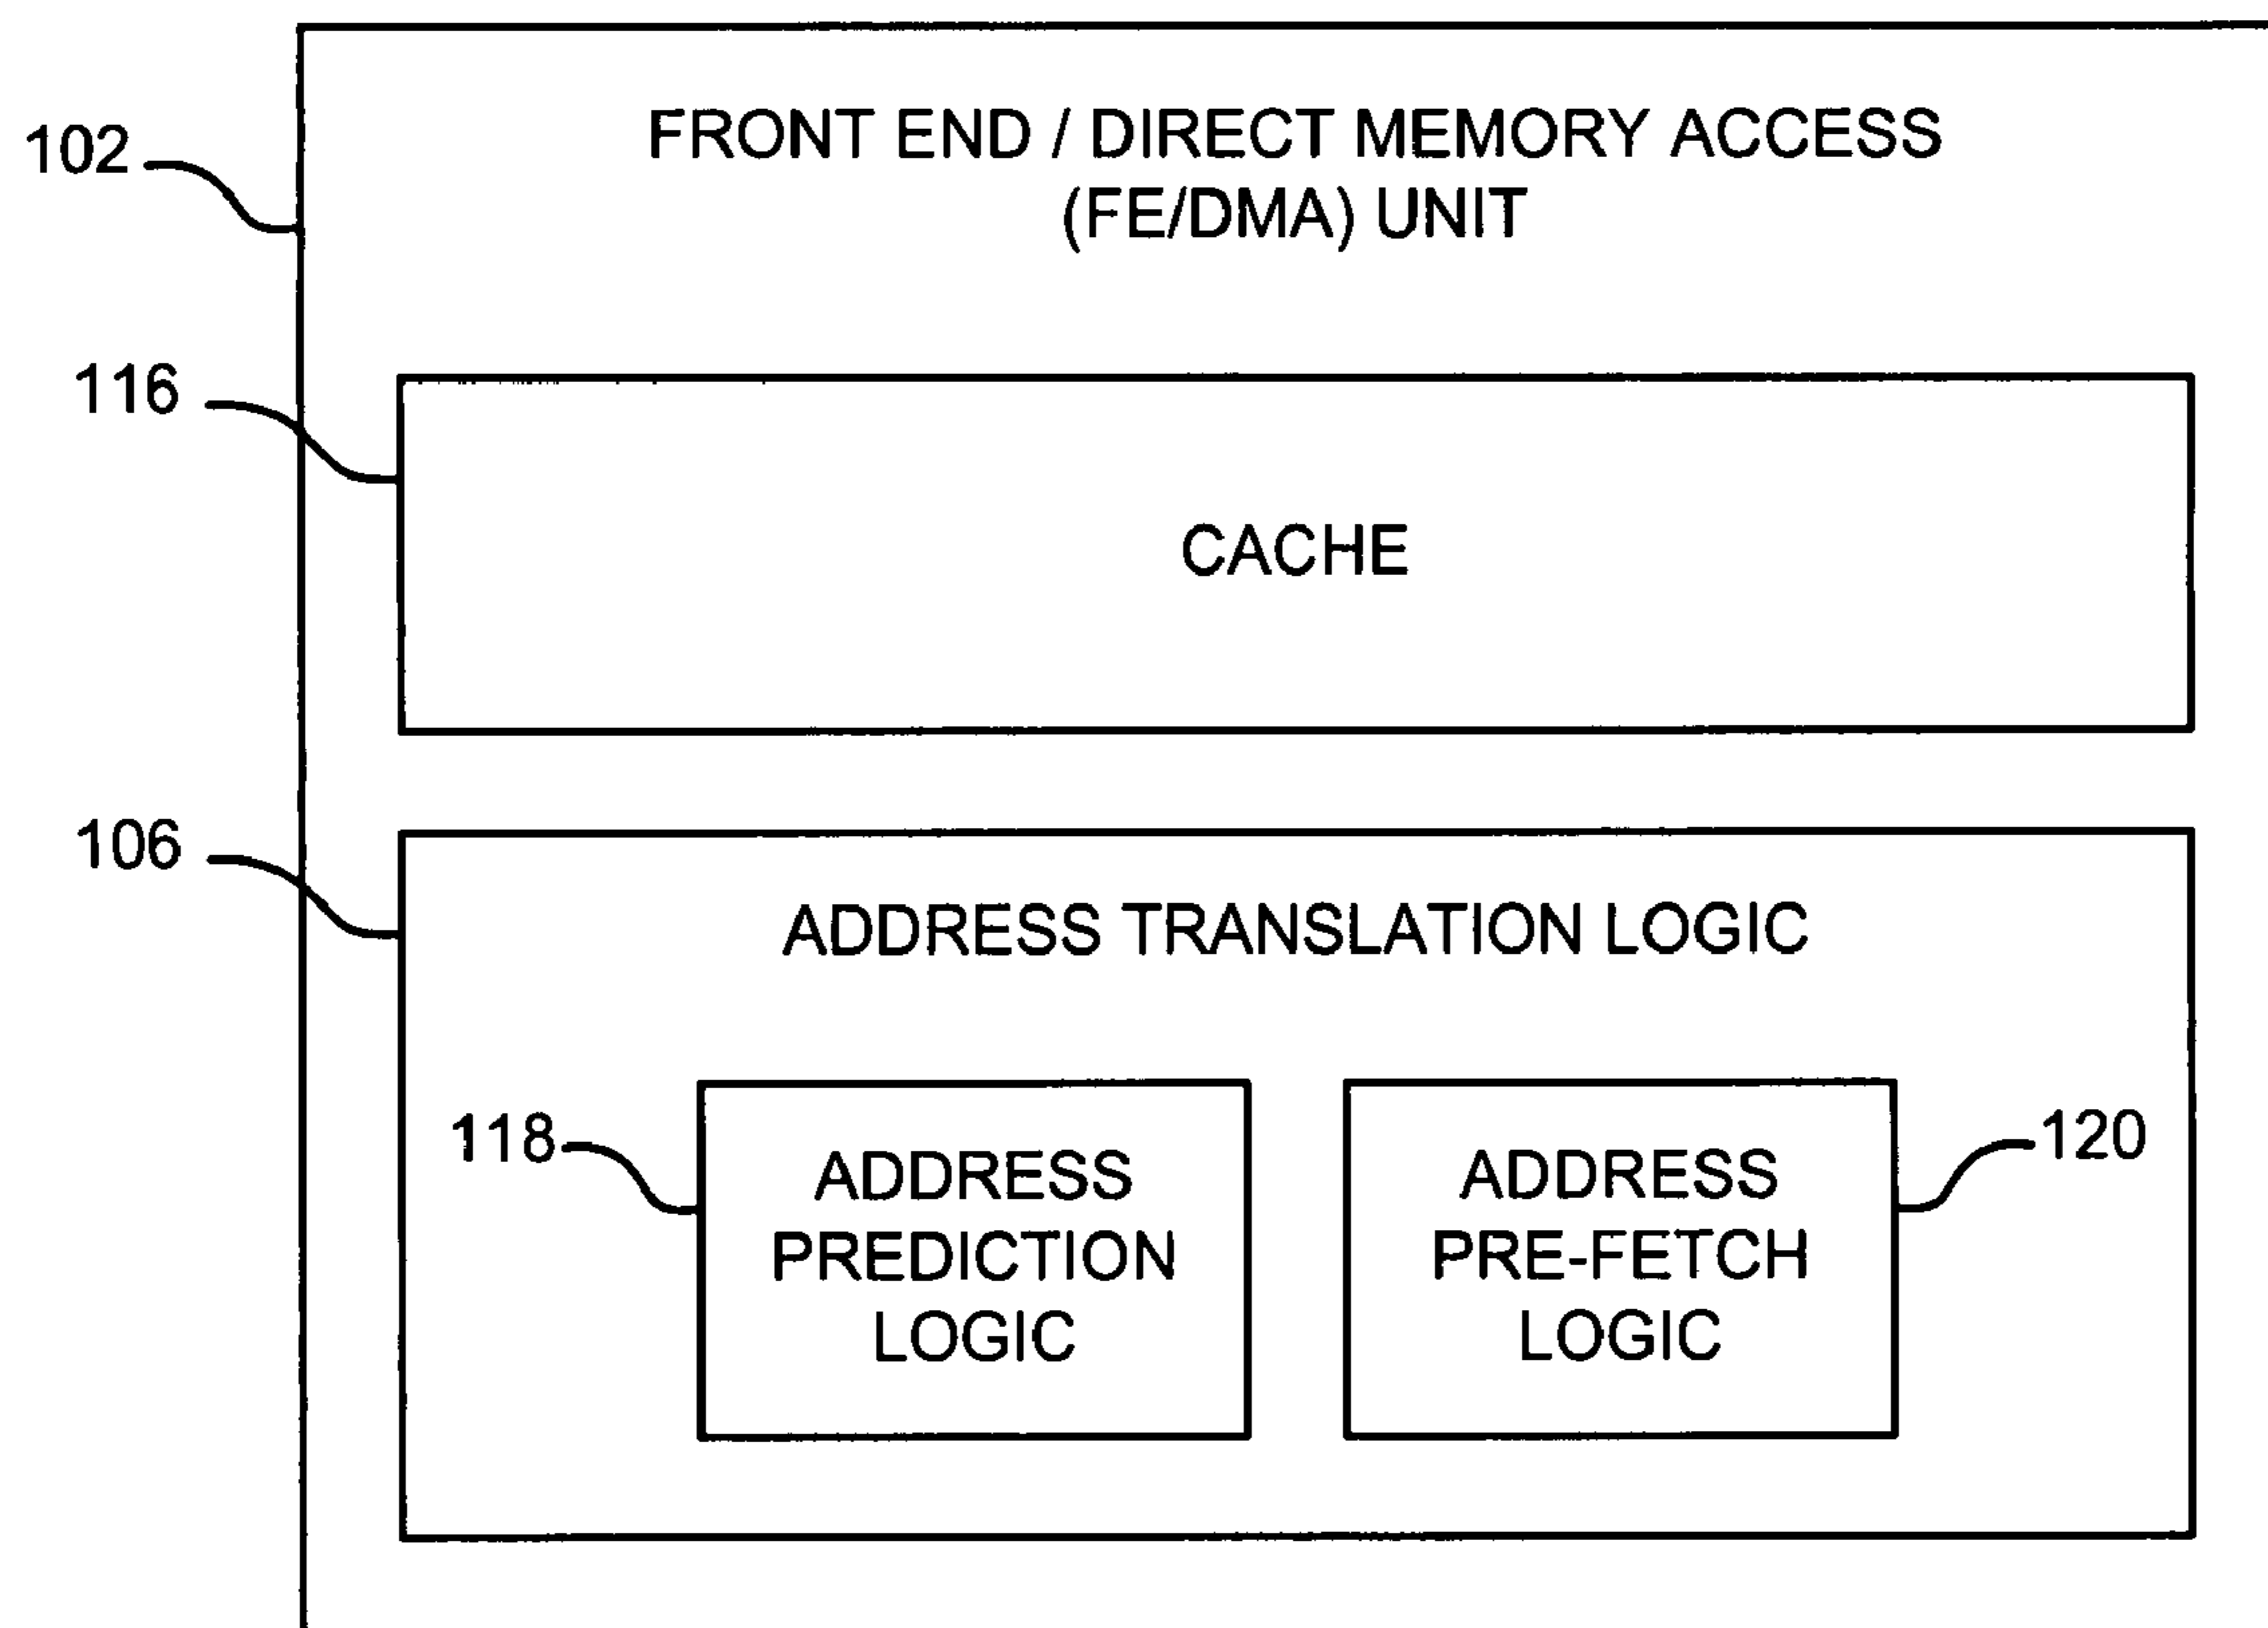 FRONT END / DIRECT MEMORY ACCESS
(FE/DMA) UNIT
102
116
CACHE
106
ADDRESS TRANSLATION LOGIC
118
ADDRESS
PREDICTION
LOGIC
ADDRESS
PRE-FETCH
LOGIC
120